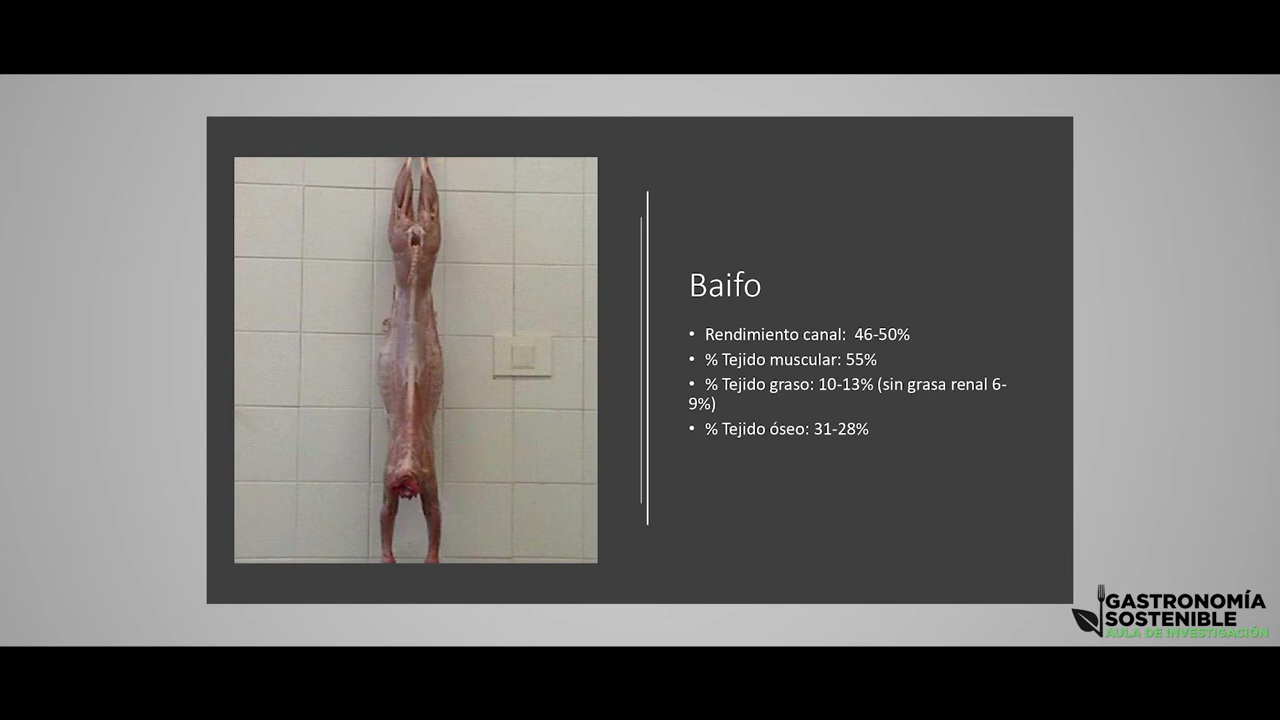 Baifo
• Rendimiento canal: 46-50%
• % Tejido muscular: 55%
• % Tejido graso: 10-13% (sin grasa renal 6-
9%)
• % Tejido óseo: 31-28%
GASTRONOMÍA
SOSTENIBLE
AULA DE INVESTIGACIÓN